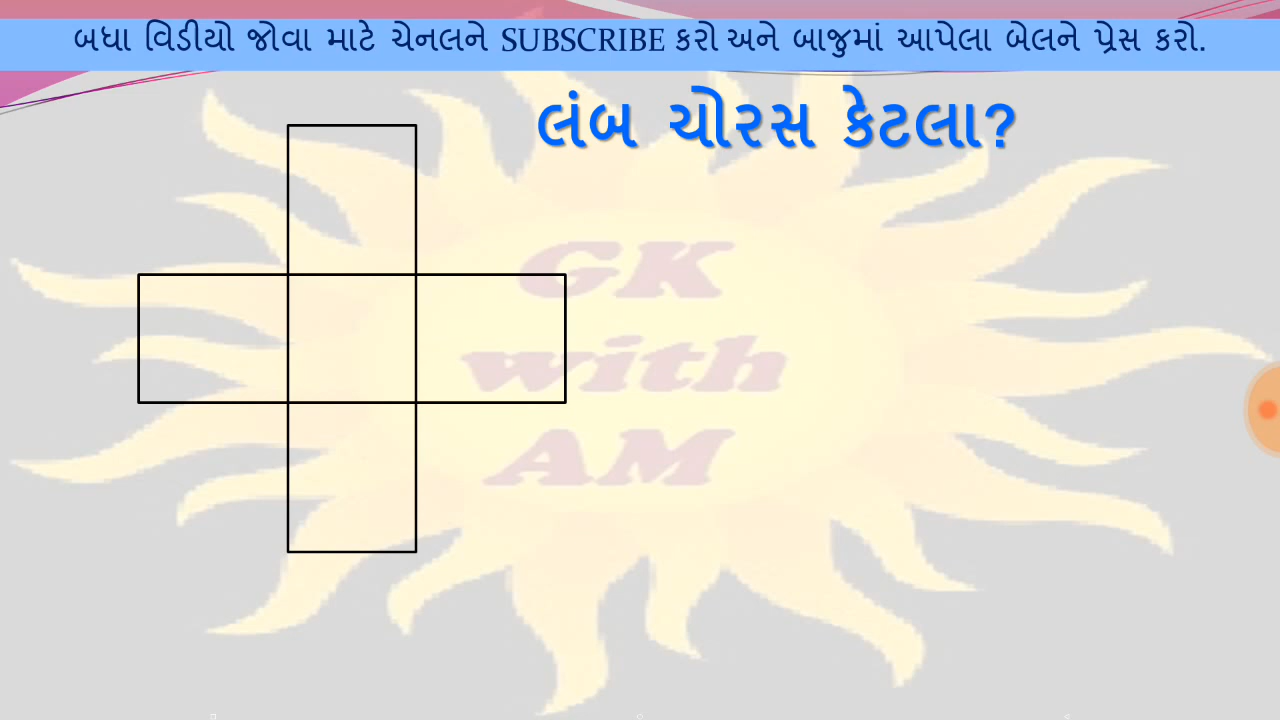 બધા વિડીયો જોવા માટે ચેનલને SUBSCRIBE કરો અને બાજુમાં આપેલા બેલને પ્રેસ કરો.
લંબ ચોરસ કેટલા?
GK
with
AM